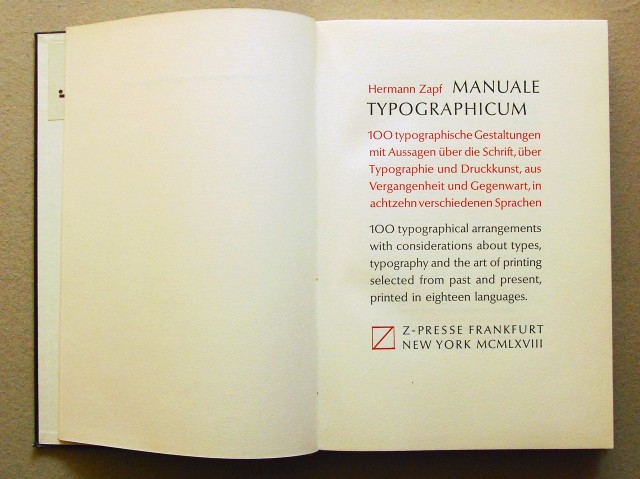 Hermann Zapf MANUALE
TYPOGRAPHICUM
100 typographische Gestaltungen
mit Aussagen über die Schrift, über
Typographie und Druckkunst, aus
Vergangenheit und Gegenwart, in
achtzehn verschiedenen Sprachen
100 typographical arrangements
with considerations about types,
typography and the art of printing
selected from past and present,
printed in eighteen languages.
Z-PRESSE FRANKFURT
NEW YORK MCMLXVIII